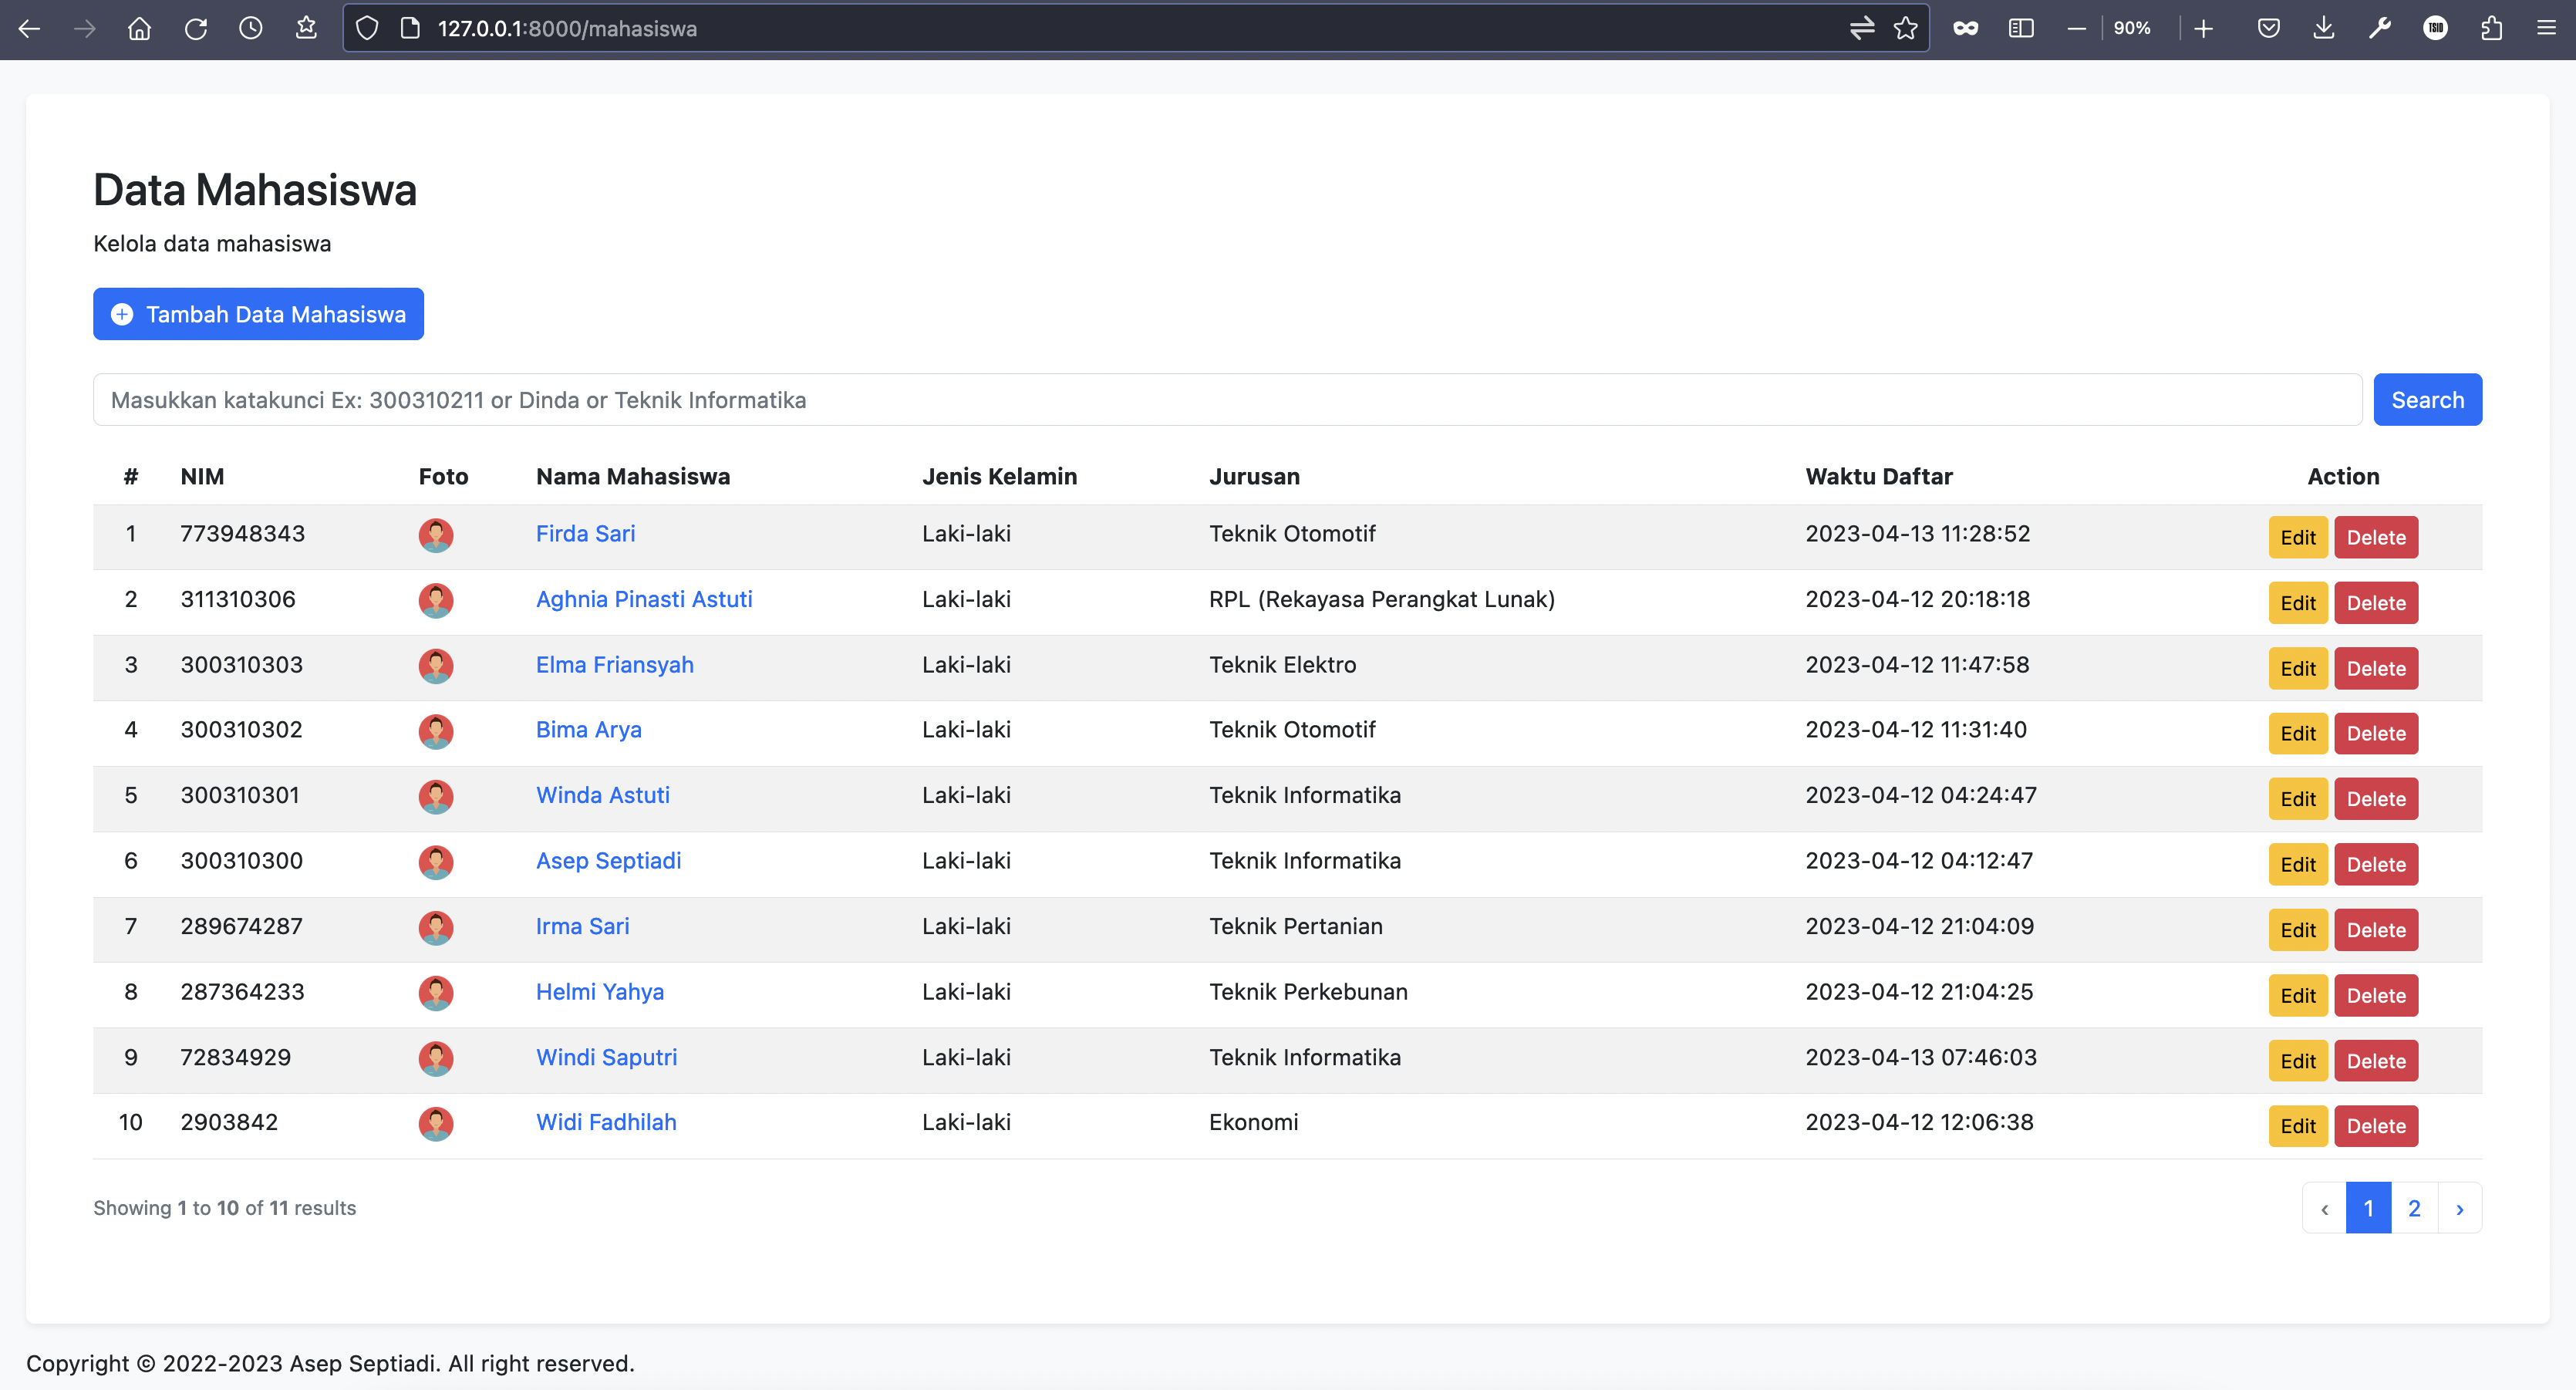 127.0.0.1:8000/mahasiswa 90% TSID
Data Mahasiswa
Kelola data mahasiswa
Tambah Data Mahasiswa
Masukkan katakunci Ex: 300310211 or Dinda or Teknik Informatika Search
# NIM Foto Nama Mahasiswa Jenis Kelamin Jurusan Waktu Daftar Action
1 773948343 Firda Sari Laki-laki Teknik Otomotif 2023-04-13 11:28:52 Edit Delete
2 311310306 Aghnia Pinasti Astuti Laki-laki RPL (Rekayasa Perangkat Lunak) 2023-04-12 20:18:18 Edit Delete
3 300310303 Elma Friansyah Laki-laki Teknik Elektro 2023-04-12 11:47:58 Edit Delete
4 300310302 Bima Arya Laki-laki Teknik Otomotif 2023-04-12 11:31:40 Edit Delete
5 300310301 Winda Astuti Laki-laki Teknik Informatika 2023-04-12 04:24:47 Edit Delete
6 300310300 Asep Septiadi Laki-laki Teknik Informatika 2023-04-12 04:12:47 Edit Delete
7 289674287 Irma Sari Laki-laki Teknik Pertanian 2023-04-12 21:04:09 Edit Delete
8 287364233 Helmi Yahya Laki-laki Teknik Perkebunan 2023-04-12 21:04:25 Edit Delete
9 72834929 Windi Saputri Laki-laki Teknik Informatika 2023-04-13 07:46:03 Edit Delete
10 2903842 Widi Fadhilah Laki-laki Ekonomi 2023-04-12 12:06:38 Edit Delete
Showing 1 to 10 of 11 results ‹ 1 2 ›
Copyright © 2022-2023 Asep Septiadi. All right reserved.